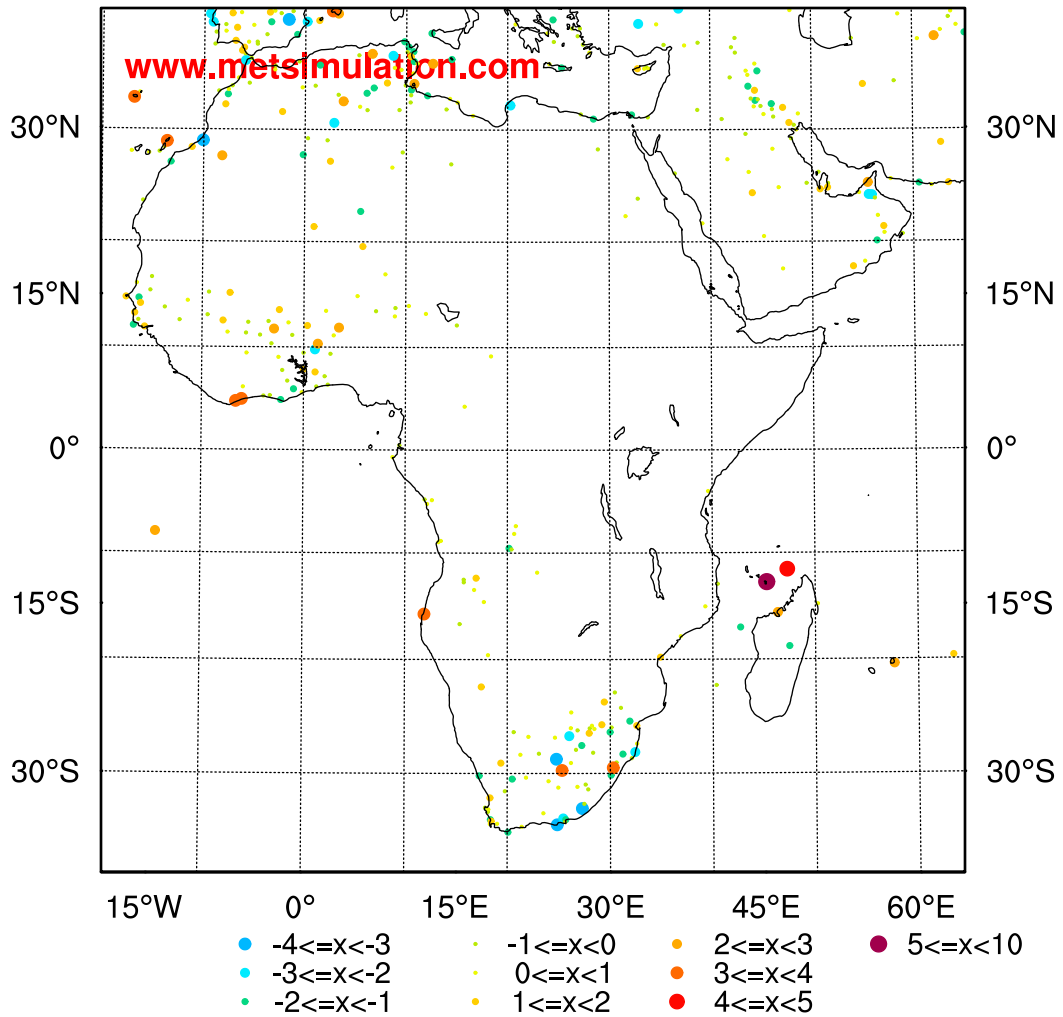 www.metsimulation.com
30°N 30°N
15°N 15°N
0° 0°
15°S 15°S
30°S 30°S
15°W 0° 15°E 30°E 45°E 60°E
-4<=x<-3 -1<=x<0 2<=x<3 5<=x<10
-3<=x<-2 0<=x<1 3<=x<4
-2<=x<-1 1<=x<2 4<=x<5